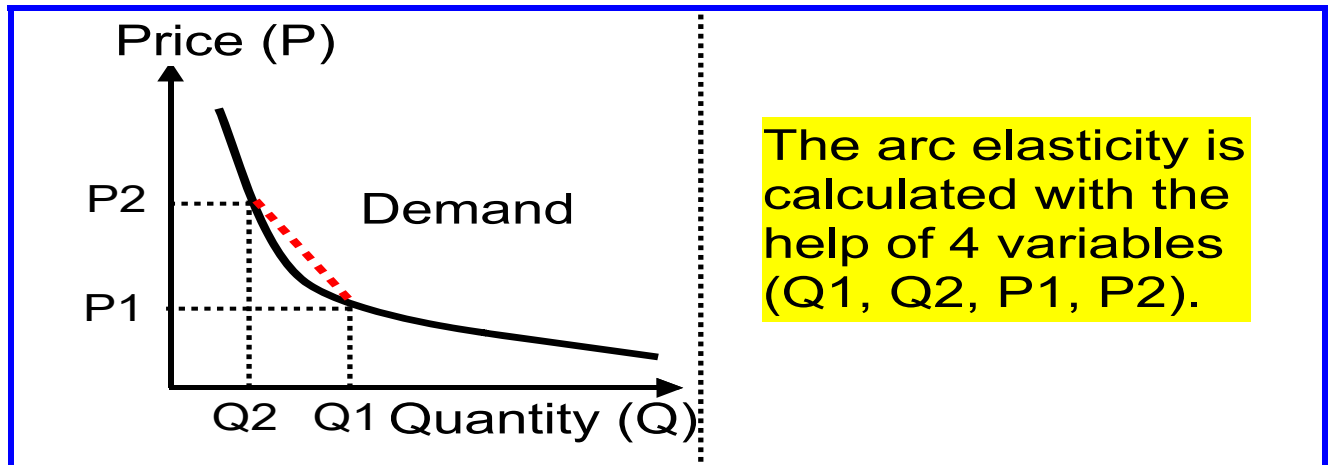 Price (P)
P2
Demand
P1
Q2 Q1 Quantity (Q)
The arc elasticity is
calculated with the
help of 4 variables
(Q1, Q2, P1, P2).